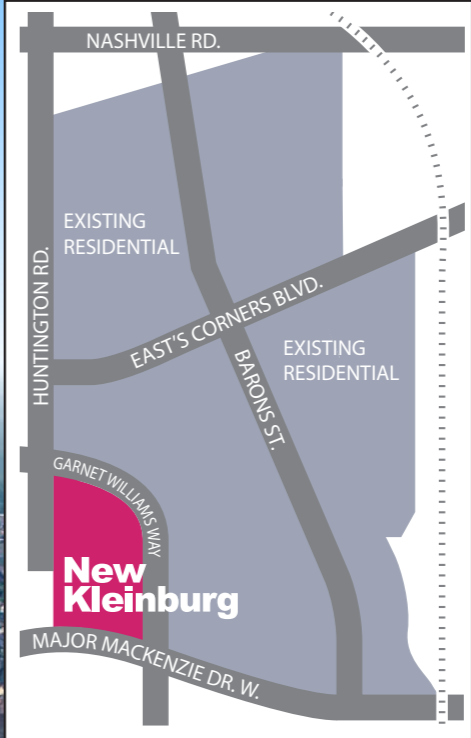 NASHVILLE RD.
HUNTINGTON RD.
EXISTING
RESIDENTIAL
EAST'S CORNERS BLVD.
BARONS ST.
EXISTING
RESIDENTIAL
GARNET WILLIAMS WAY
New
Kleinburg
MAJOR MACKENZIE DR. W.